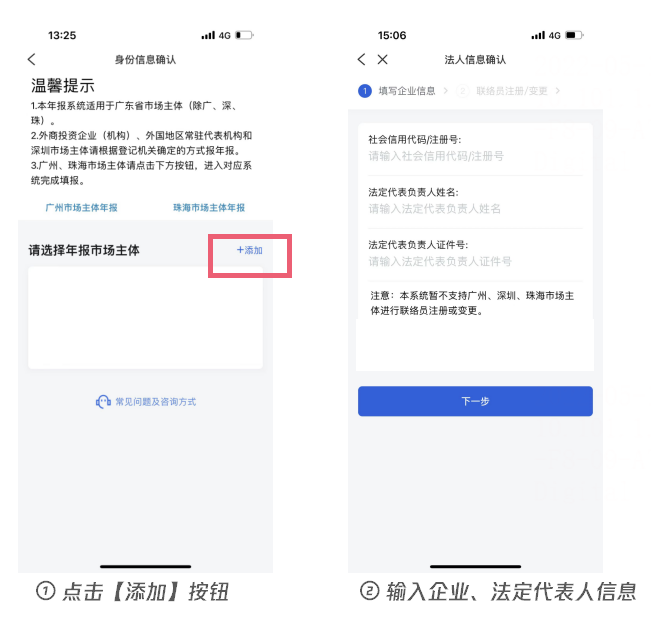 13:25
4G
身份信息确认
温馨提示
1.本年报系统适用于广东省市场主体（除广、深、
珠）。
2.外商投资企业（机构）、外国地区常驻代表机构和
深圳市场主体请根据登记机关确定的方式报年报。
3.广州、珠海市场主体请点击下方按钮，进入对应系
统完成填报。
广州市场主体年报
珠海市场主体年报
请选择年报市场主体
+添加
常见问题及咨询方式
① 点击【添加】按钮
15:06
4G
法人信息确认
1 填写企业信息 > 2 联络员注册/变更 >
社会信用代码/注册号:
请输入社会信用代码/注册号
法定代表负责人姓名:
请输入法定代表负责人姓名
法定代表负责人证件号:
请输入法定代表负责人证件号
注意：本系统暂不支持广州、深圳、珠海市场主
体进行联络员注册或变更。
下一步
② 输入企业、法定代表人信息